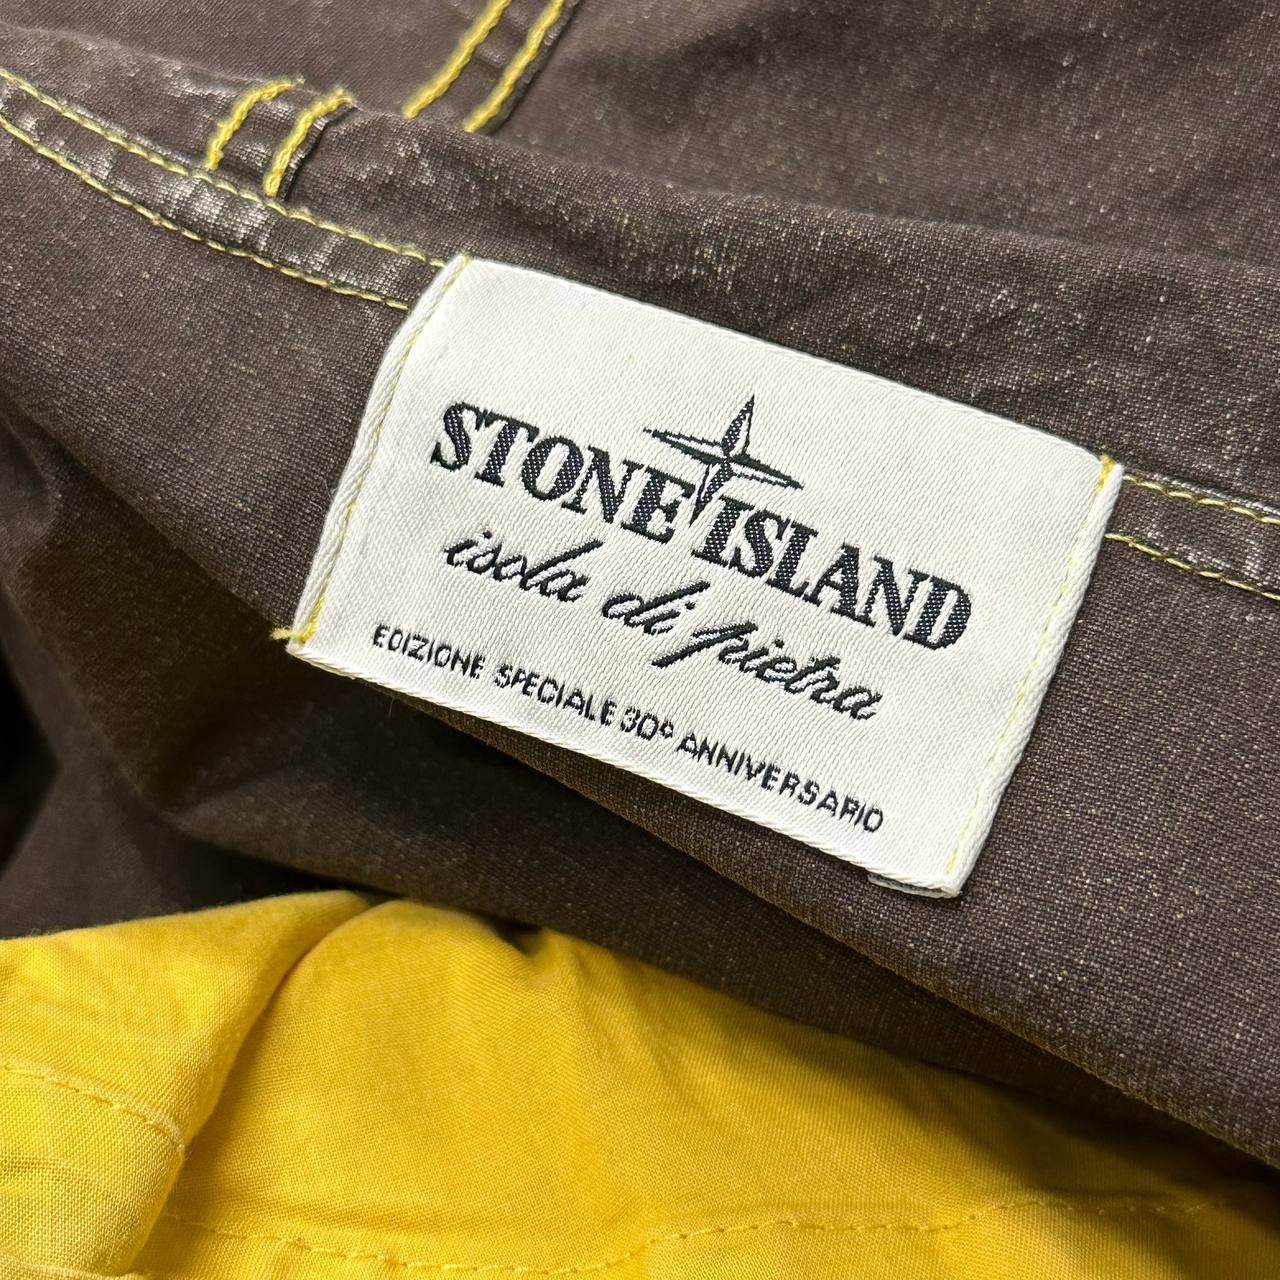 STONE ISLAND
isola di pietra
EDIZIONE SPECIALE 30° ANNIVERSARIO